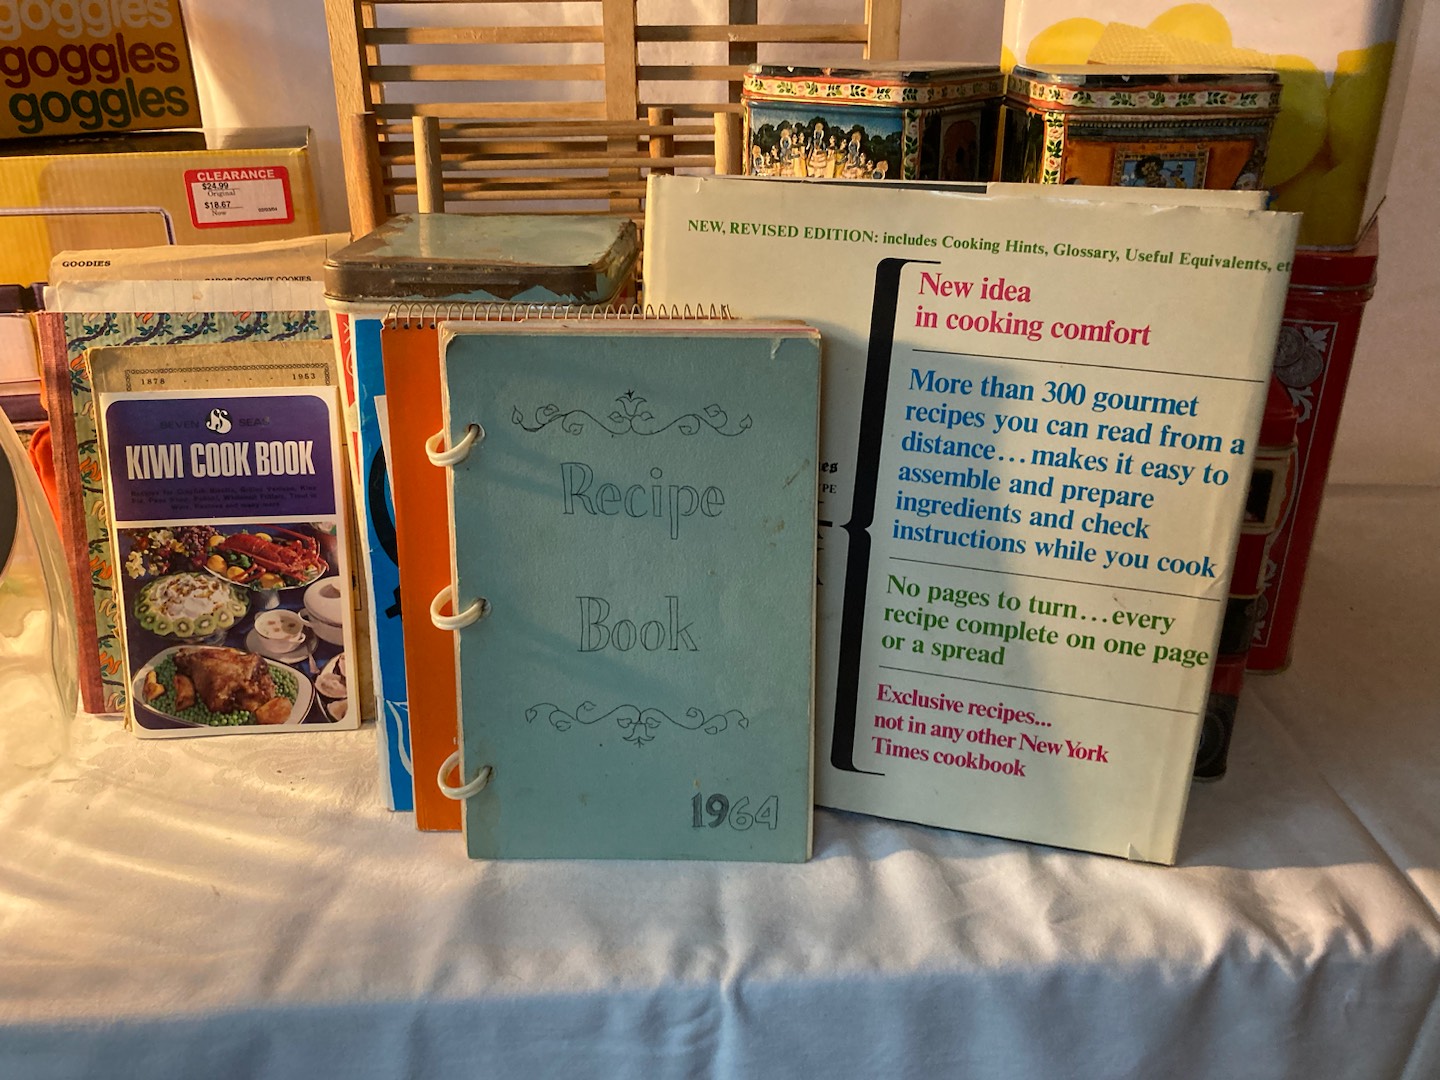 goggles
goggles
goggles
CLEARANCE
$24.99
Original
$18.67
Now
GOODIES
COCONUT COOKIES
1878 · · · · 1953
SEVEN SEAS
KIWI COOK BOOK
Recipe
Book
1964
NEW, REVISED EDITION: includes Cooking Hints, Glossary, Useful Equivalents, et
New idea
in cooking comfort
More than 300 gourmet
recipes you can read from a
distance...makes it easy to
assemble and prepare
ingredients and check
instructions while you cook
No pages to turn...every
recipe complete on one page
or a spread
Exclusive recipes...
not in any other New York
Times cookbook